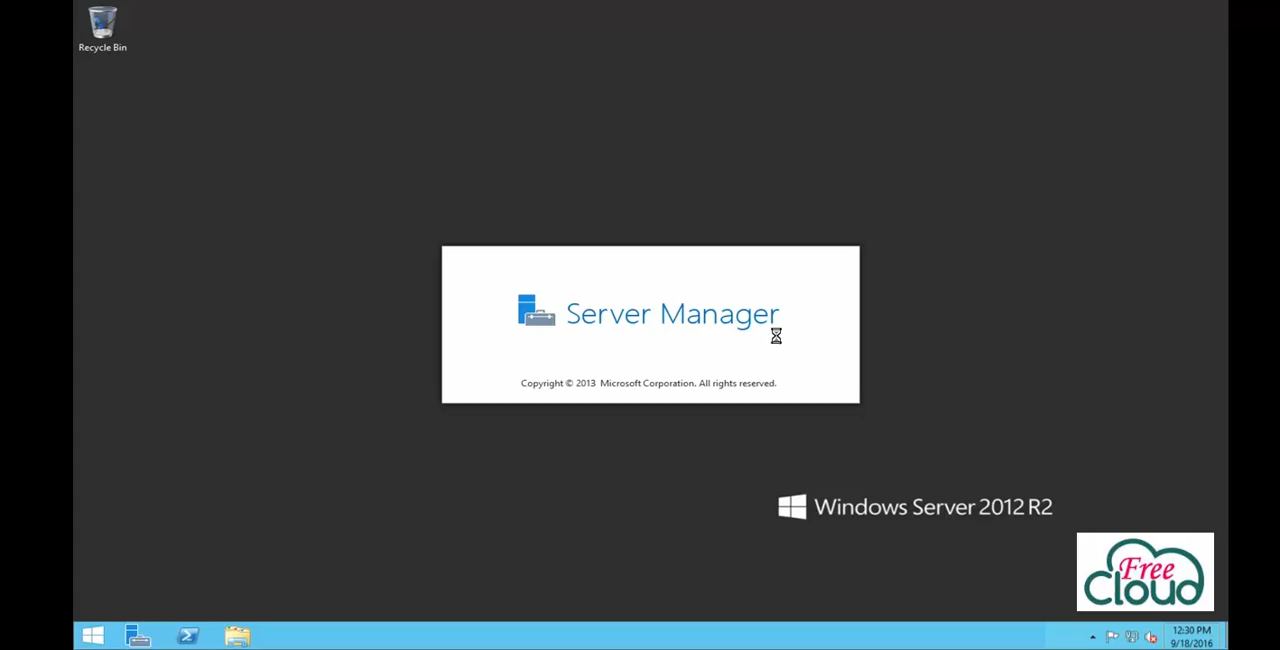 Recycle Bin
Server Manager
Copyright © 2013 Microsoft Corporation. All rights reserved.
Windows Server 2012 R2
Free
Cloud
12:30 PM
9/18/2016